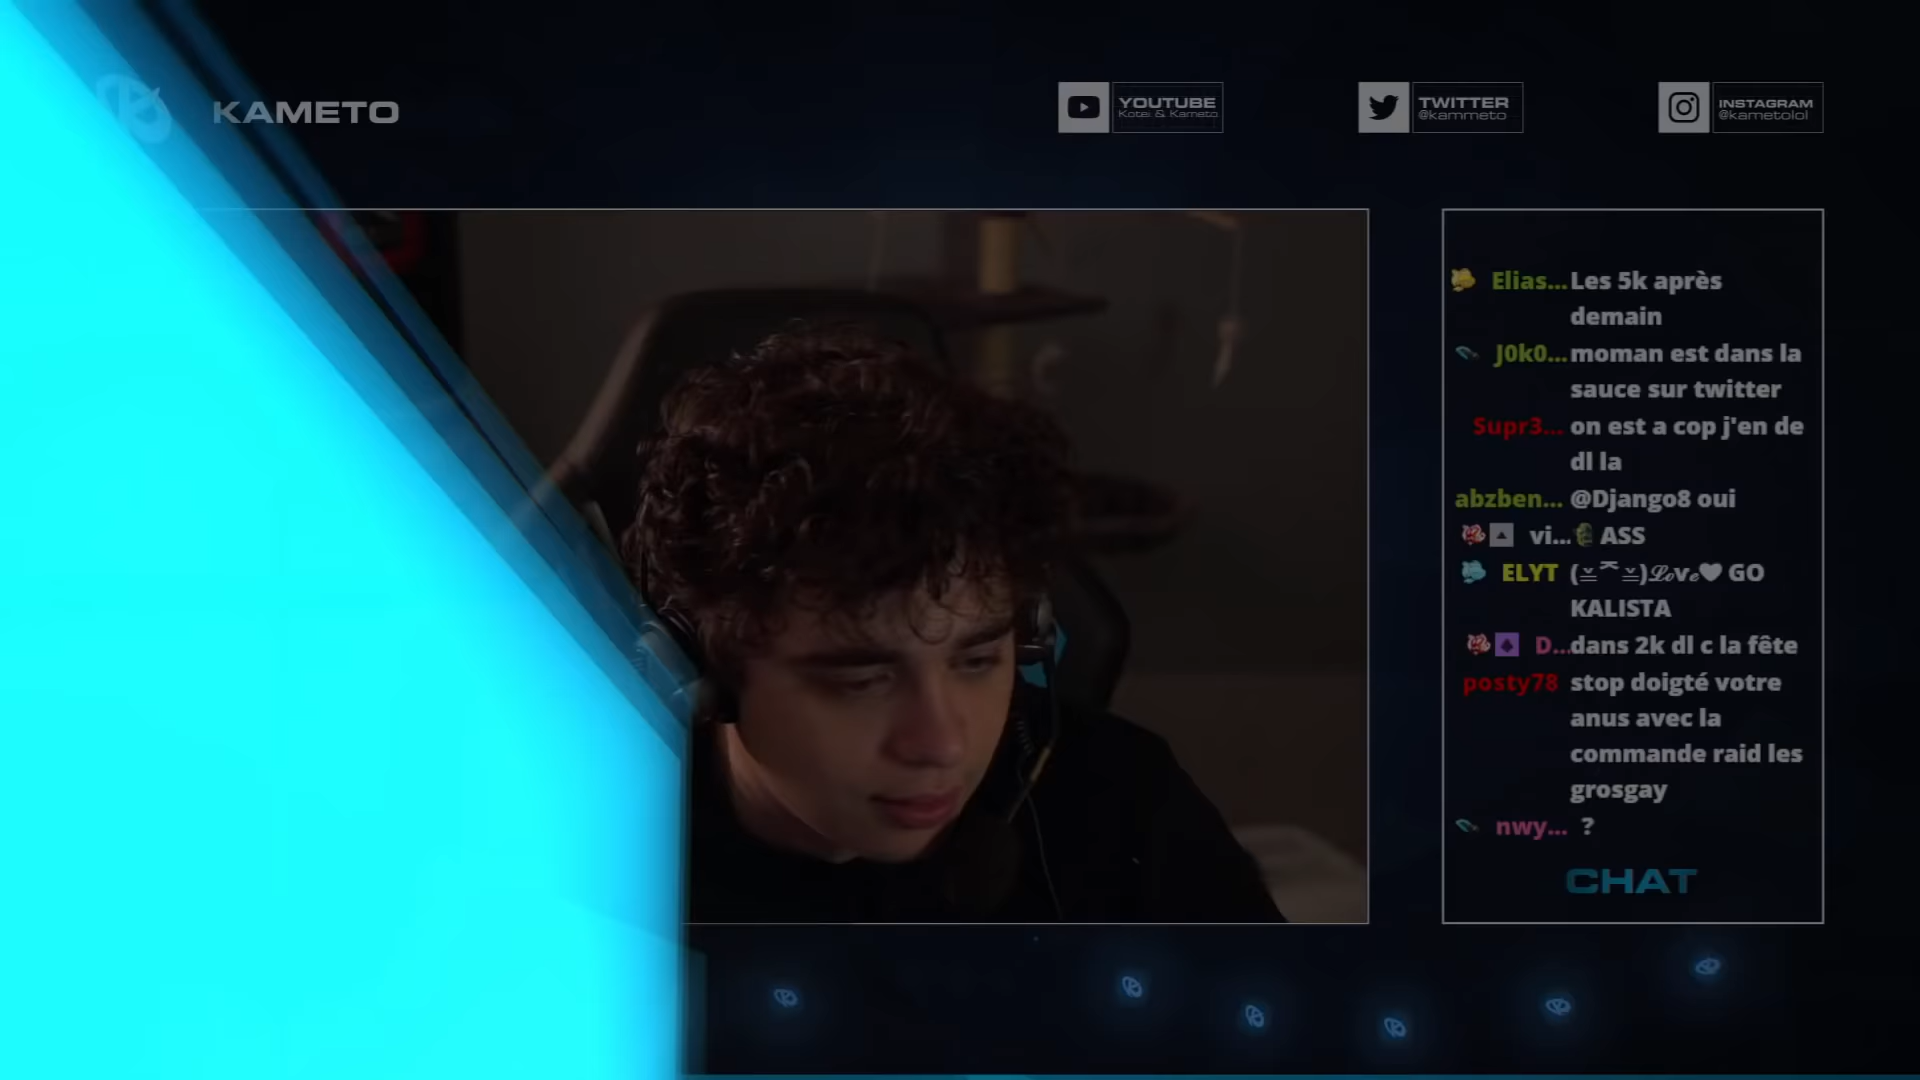 KAMETO
YOUTUBE
Kotei & Kameto
TWITTER
@kammeto
INSTAGRAM
@kametolol
Elias... Les 5k après
demain
J0k0... moman est dans la
sauce sur twitter
Supr3... on est a cop j'en de
dl la
abzben... @Django8 oui
vi... ASS
ELYT (≚ᄌ≚)ℒℴѵℯ❤ GO
KALISTA
D... dans 2k dl c la fête
posty78 stop doigté votre
anus avec la
commande raid les
grosgay
nwy... ?
CHAT